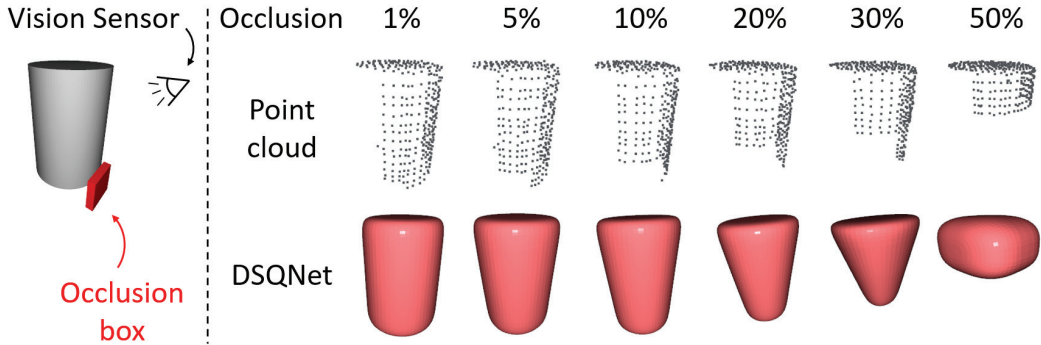 Vision Sensor
Occlusion 1% 5% 10% 20% 30% 50%
Point
cloud
DSQNet
Occlusion
box